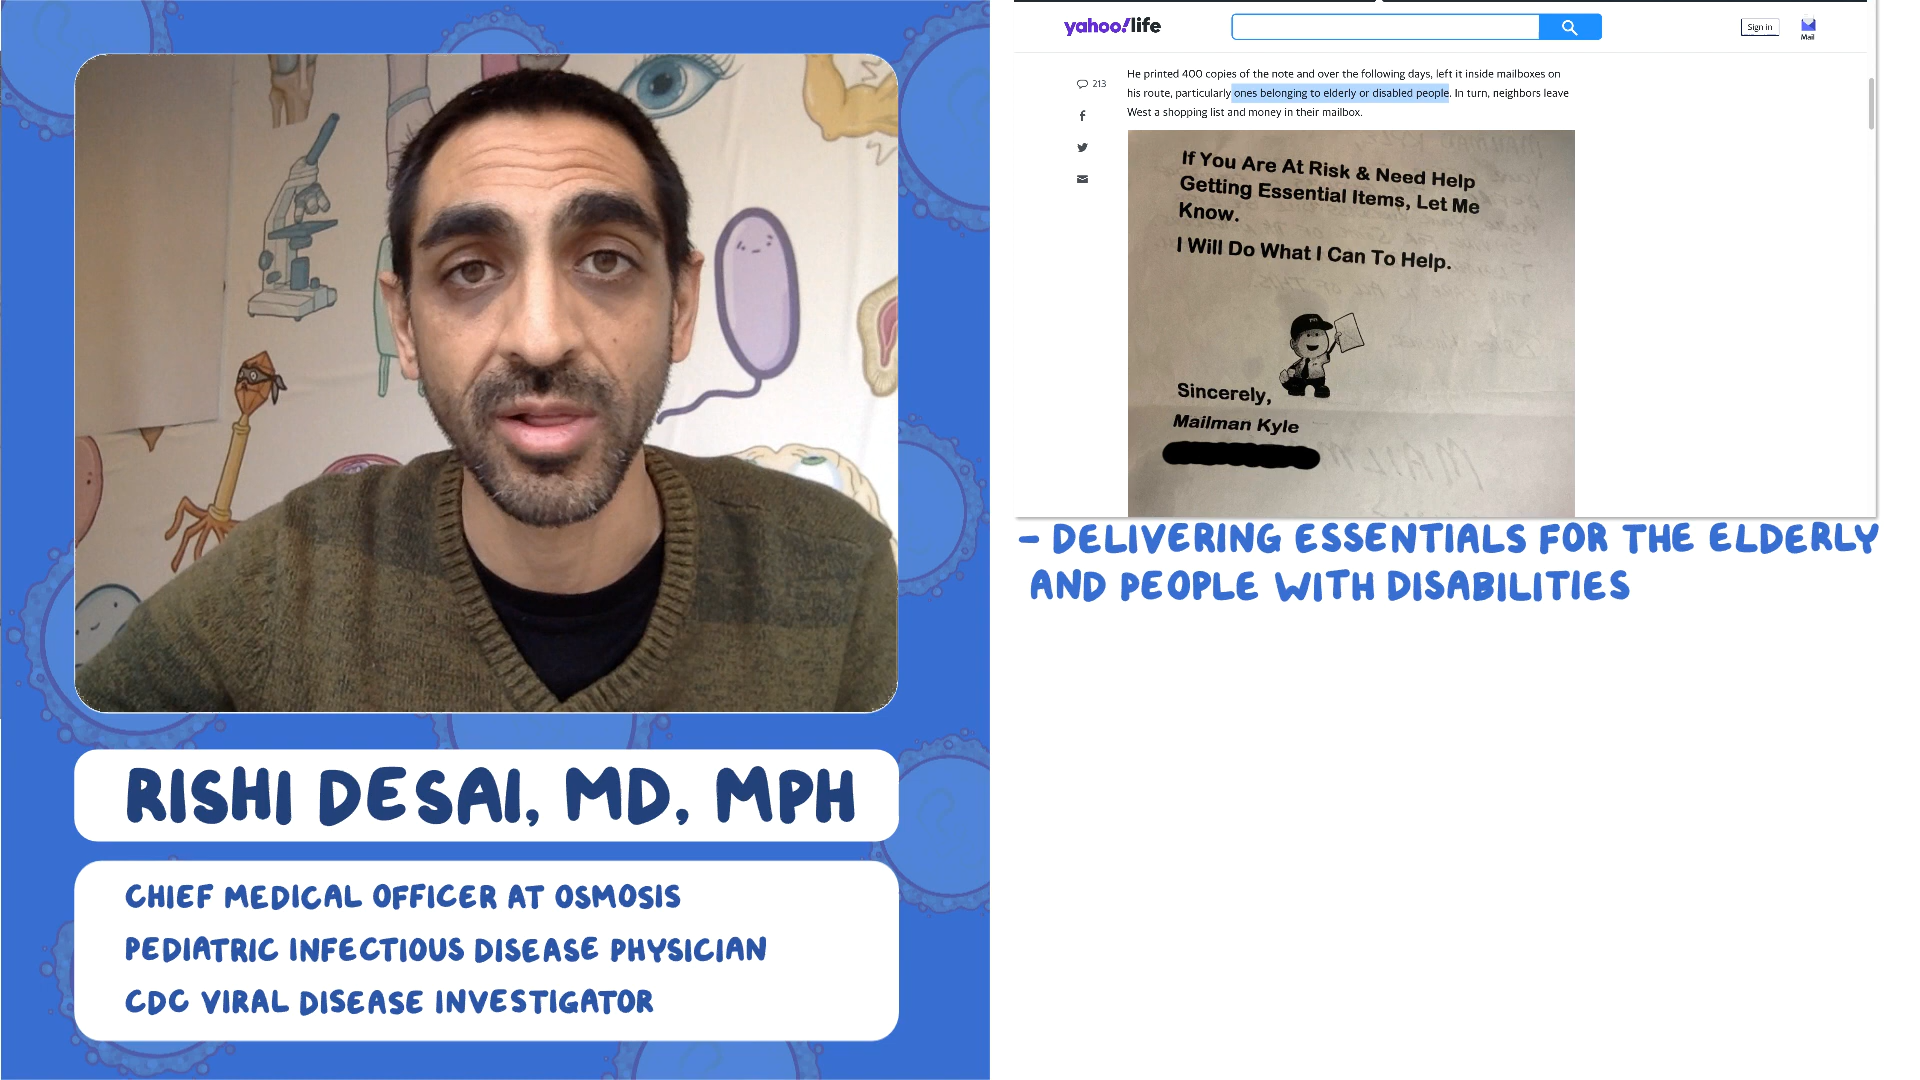 RISHI DESAI, MD, MPH
CHIEF MEDICAL OFFICER AT OSMOSIS
PEDIATRIC INFECTIOUS DISEASE PHYSICIAN
CDC VIRAL DISEASE INVESTIGATOR
yahoo!life
Sign in
Mail
213
He printed 400 copies of the note and over the following days, left it inside mailboxes on
his route, particularly ones belonging to elderly or disabled people. In turn, neighbors leave
West a shopping list and money in their mailbox.
If You Are At Risk & Need Help
Getting Essential Items, Let Me
Know.
I Will Do What I Can To Help.
Sincerely,
Mailman Kyle
- DELIVERING ESSENTIALS FOR THE ELDERLY
AND PEOPLE WITH DISABILITIES